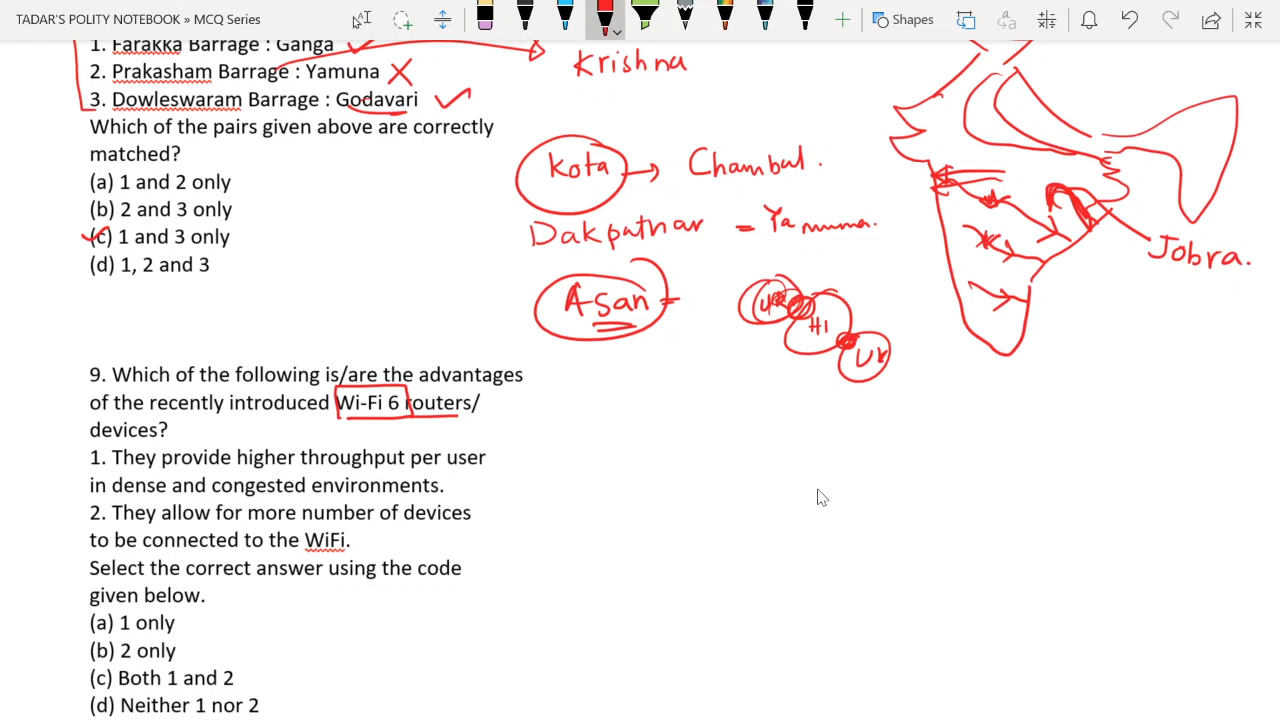 TADAR'S POLITY NOTEBOOK » MCQ Series
Shapes
1. Farakka Barrage : Ganga
Krishna
2. Prakasham Barrage : Yamuna
3. Dowleswaram Barrage : Godavari
Which of the pairs given above are correctly
matched?
Kota → Chambal.
(a) 1 and 2 only
(b) 2 and 3 only
Dakpathar = Yamuna.
(c) 1 and 3 only
Jobra.
(d) 1, 2 and 3
Asan =
H1
UK
9. Which of the following is/are the advantages
of the recently introduced Wi-Fi 6 routers/
devices?
1. They provide higher throughput per user
in dense and congested environments.
2. They allow for more number of devices
to be connected to the WiFi.
Select the correct answer using the code
given below.
(a) 1 only
(b) 2 only
(c) Both 1 and 2
(d) Neither 1 nor 2